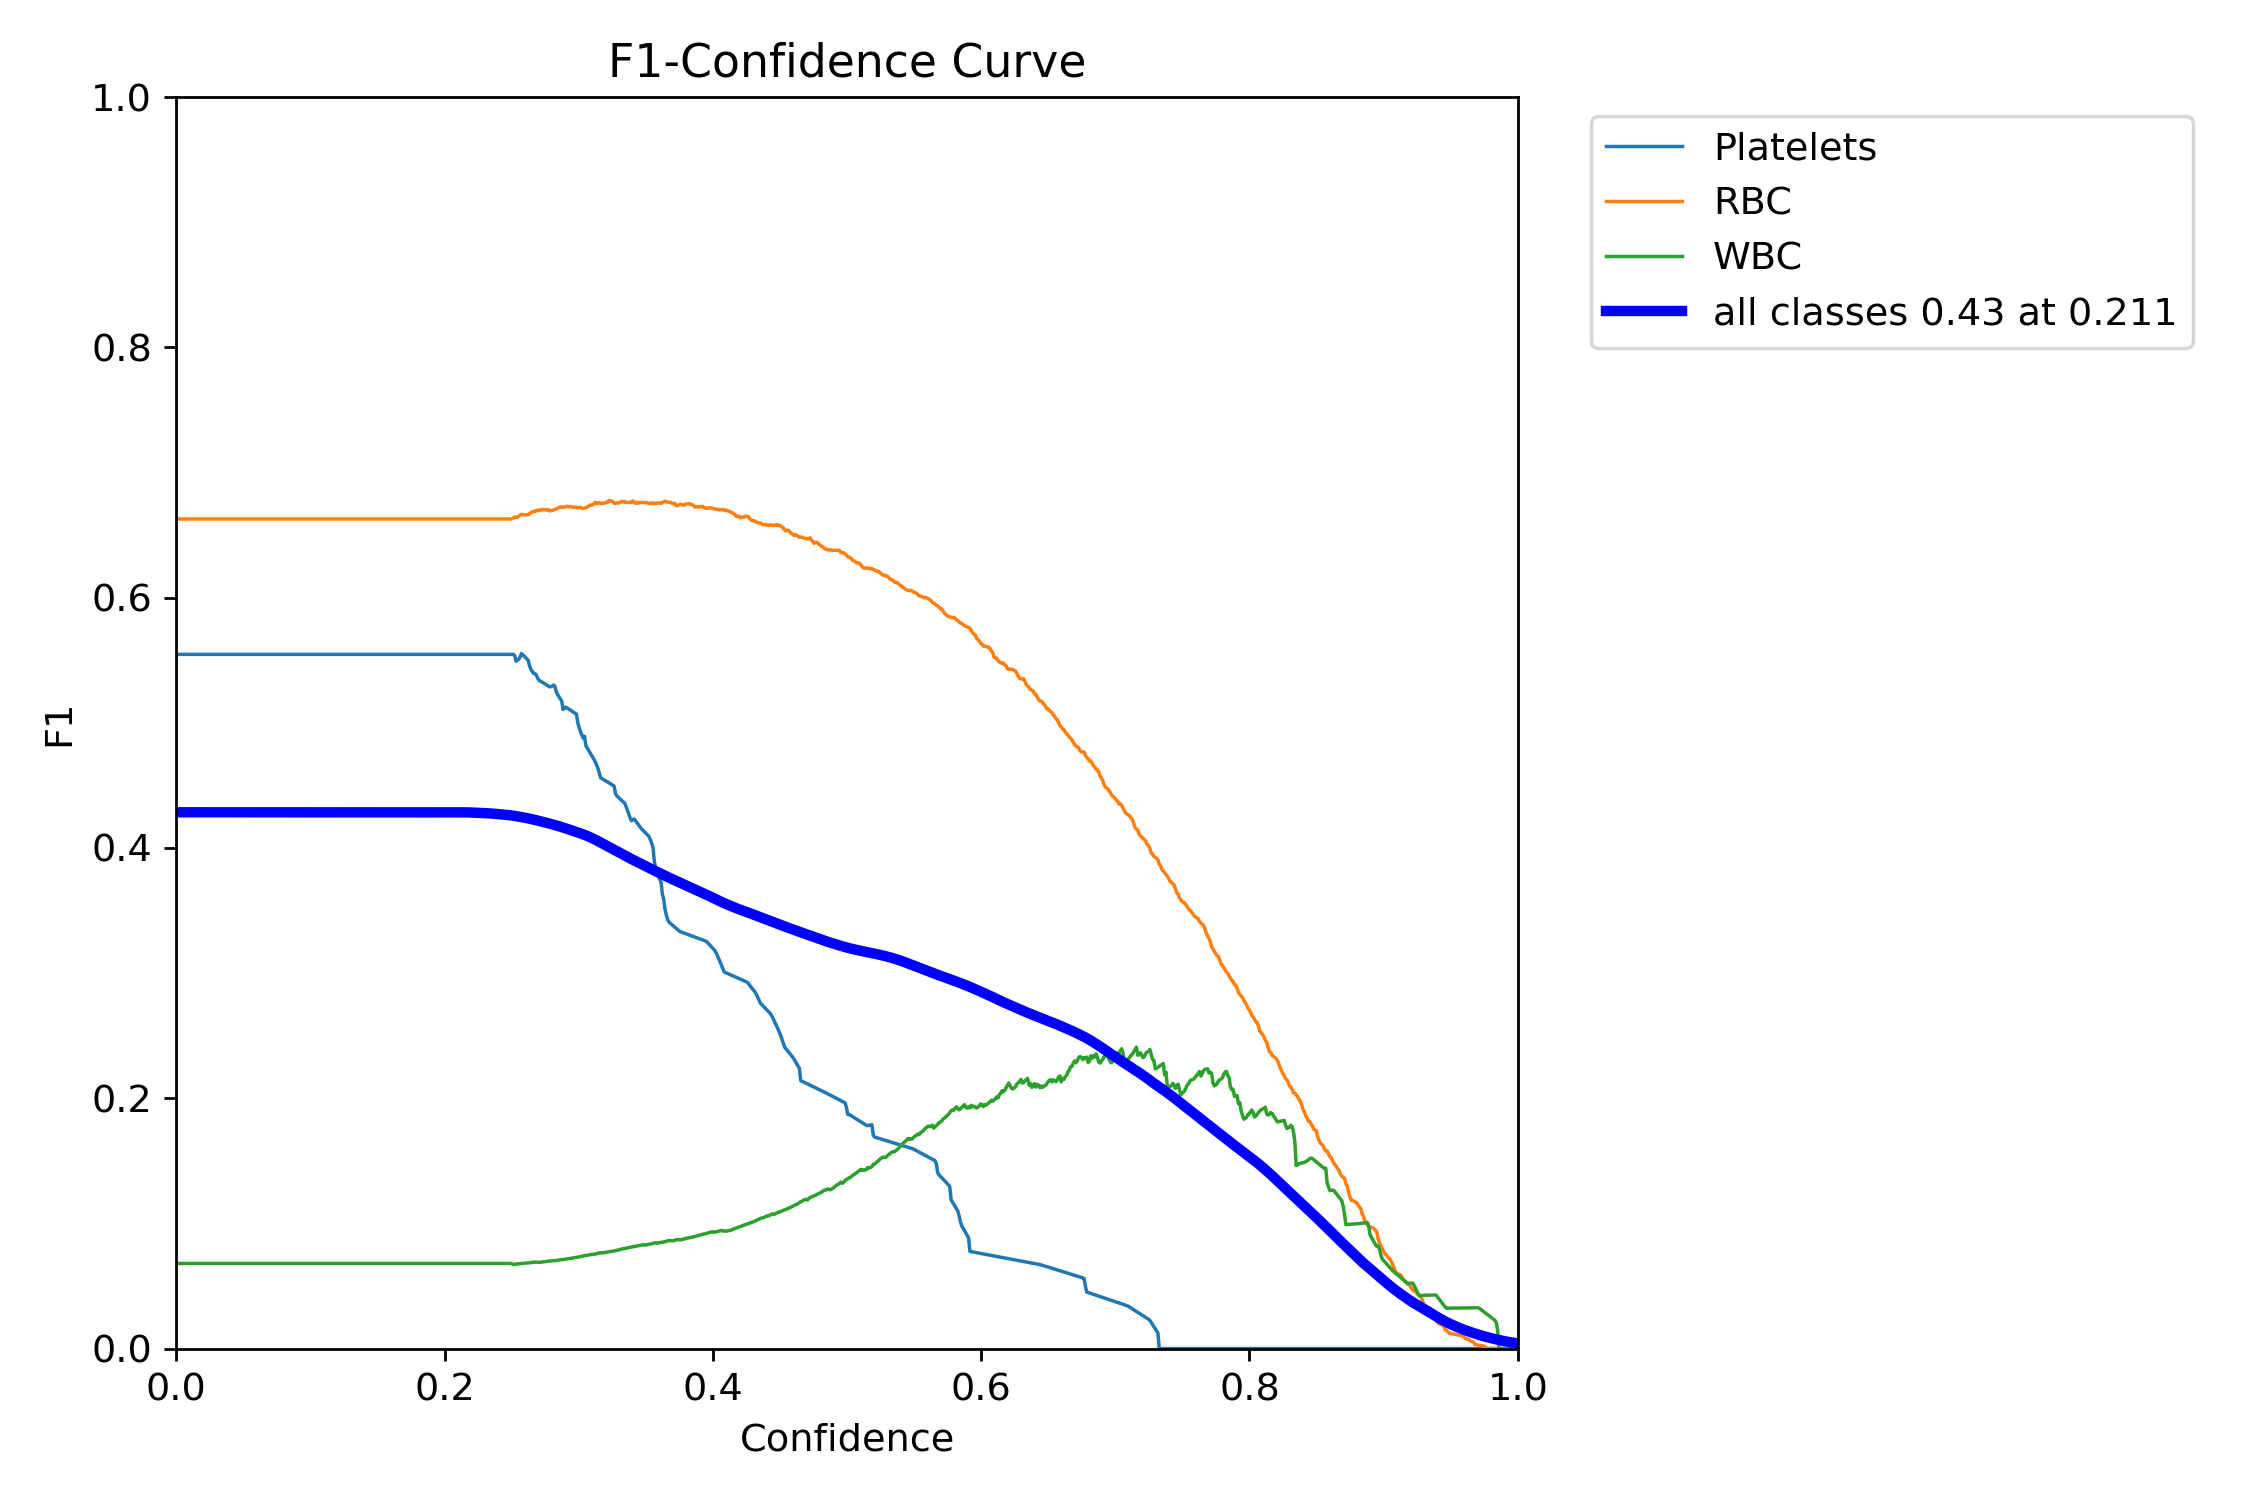 F1-Confidence Curve
1.0
0.8
0.6
0.4
0.2
0.0
F1
0.0 0.2 0.4 0.6 0.8 1.0
Confidence
Platelets
RBC
WBC
all classes 0.43 at 0.211